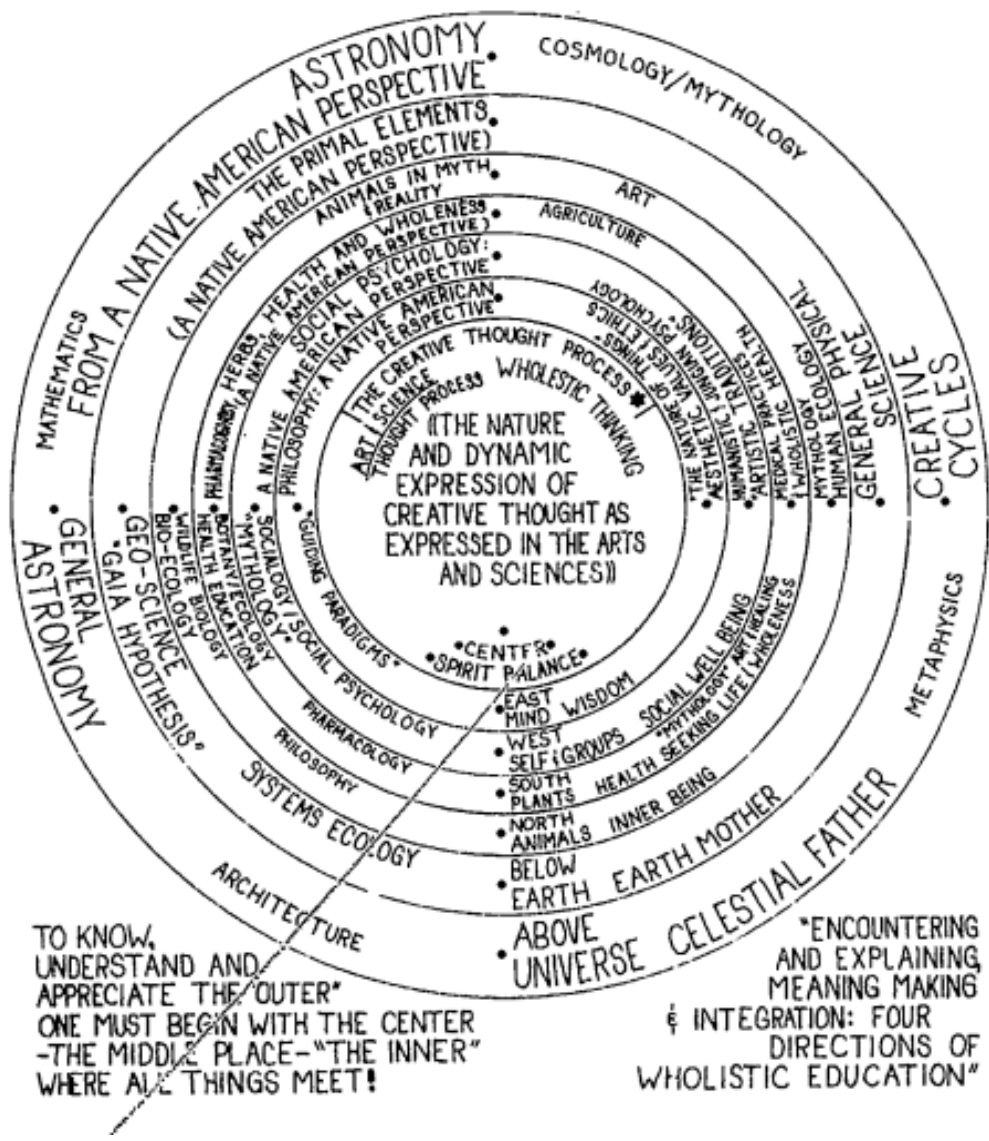 ASTRONOMY
FROM A NATIVE AMERICAN PERSPECTIVE
COSMOLOGY/MYTHOLOGY
CREATIVE
CYCLES
METAPHYSICS
ABOVE
UNIVERSE CELESTIAL FATHER
ARCHITECTURE
GENERAL
ASTRONOMY
MATHEMATICS
THE PRIMAL ELEMENTS
(A NATIVE AMERICAN PERSPECTIVE)
ART
GENERAL PHYSICAL
SCIENCE
BELOW
EARTH EARTH MOTHER
SYSTEMS ECOLOGY
GEO-SCIENCE
"GAIA HYPOTHESIS"
ANIMALS IN MYTH
& REALITY
AGRICULTURE
MYTHOLOGY
HUMAN ECOLOGY
NORTH
ANIMALS INNER BEING
PHILOSOPHY
WILDLIFE BIOLOGY
BIO-ECOLOGY
HERBS, HEALTH AND WHOLENESS
(A NATIVE AMERICAN PERSPECTIVE)
PHARMACOLOGY
MEDICAL PRACTICES
& WHOLISTIC HEALTH
SOUTH
PLANTS HEALTH SEEKING LIFE & WHOLENESS
"MYTHOLOGY" ART & HEALING
PHARMACOLOGY
BOTANY/ECOLOGY
HEALTH EDUCATION
SOCIAL PSYCHOLOGY:
A NATIVE AMERICAN PERSPECTIVE
HUMANISTIC & JUNGIAN PSYCHOLOGY
"ARTISTIC TRADITIONS"
WEST
SELF & GROUPS SOCIAL WELL BEING
SOCIALOGY/SOCIAL PSYCHOLOGY
"MYTHOLOGY"
PHILOSOPHY: A NATIVE AMERICAN
PERSPECTIVE
"THE NATURE OF THINGS"
AESTHETIC VALUES & ETHICS
EAST
MIND WISDOM
"GUIDING PARADIGMS"
THE CREATIVE THOUGHT PROCESS
ART & SCIENCE
THOUGHT PROCESS
WHOLESTIC THINKING
((THE NATURE
AND DYNAMIC
EXPRESSION OF
CREATIVE THOUGHT AS
EXPRESSED IN THE ARTS
AND SCIENCES))
CENTER
SPIRIT BALANCE
TO KNOW,
UNDERSTAND AND
APPRECIATE THE "OUTER"
ONE MUST BEGIN WITH THE CENTER
-THE MIDDLE PLACE-"THE INNER"
WHERE ALL THINGS MEET!
"ENCOUNTERING
AND EXPLAINING,
MEANING MAKING
& INTEGRATION: FOUR
DIRECTIONS OF
WHOLISTIC EDUCATION"